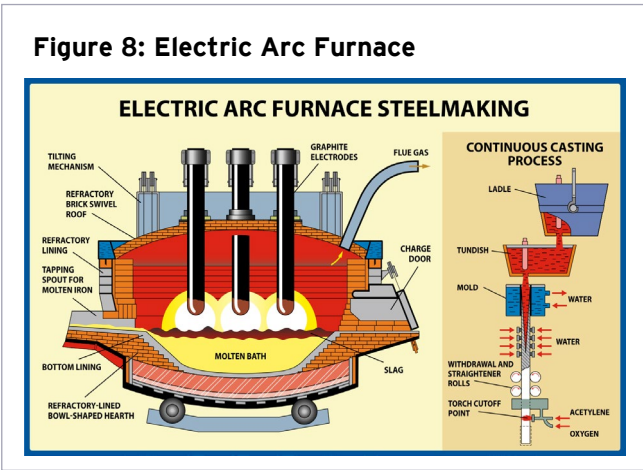 Figure 8: Electric Arc Furnace
ELECTRIC ARC FURNACE STEELMAKING
TILTING
MECHANISM
REFRACTORY
BRICK SWIVEL
ROOF
REFRACTORY
LINING
TAPPING
SPOUT FOR
MOLTEN IRON
BOTTOM LINING
REFRACTORY-LINED
BOWL-SHAPED HEARTH
GRAPHITE
ELECTRODES
FLUE GAS
CHARGE
DOOR
MOLTEN BATH
SLAG
CONTINUOUS CASTING
PROCESS
LADLE
TUNDISH
MOLD
WATER
WATER
WITHDRAWAL AND
STRAIGHTENER
ROLLS
TORCH CUTOFF
POINT
ACETYLENE
OXYGEN